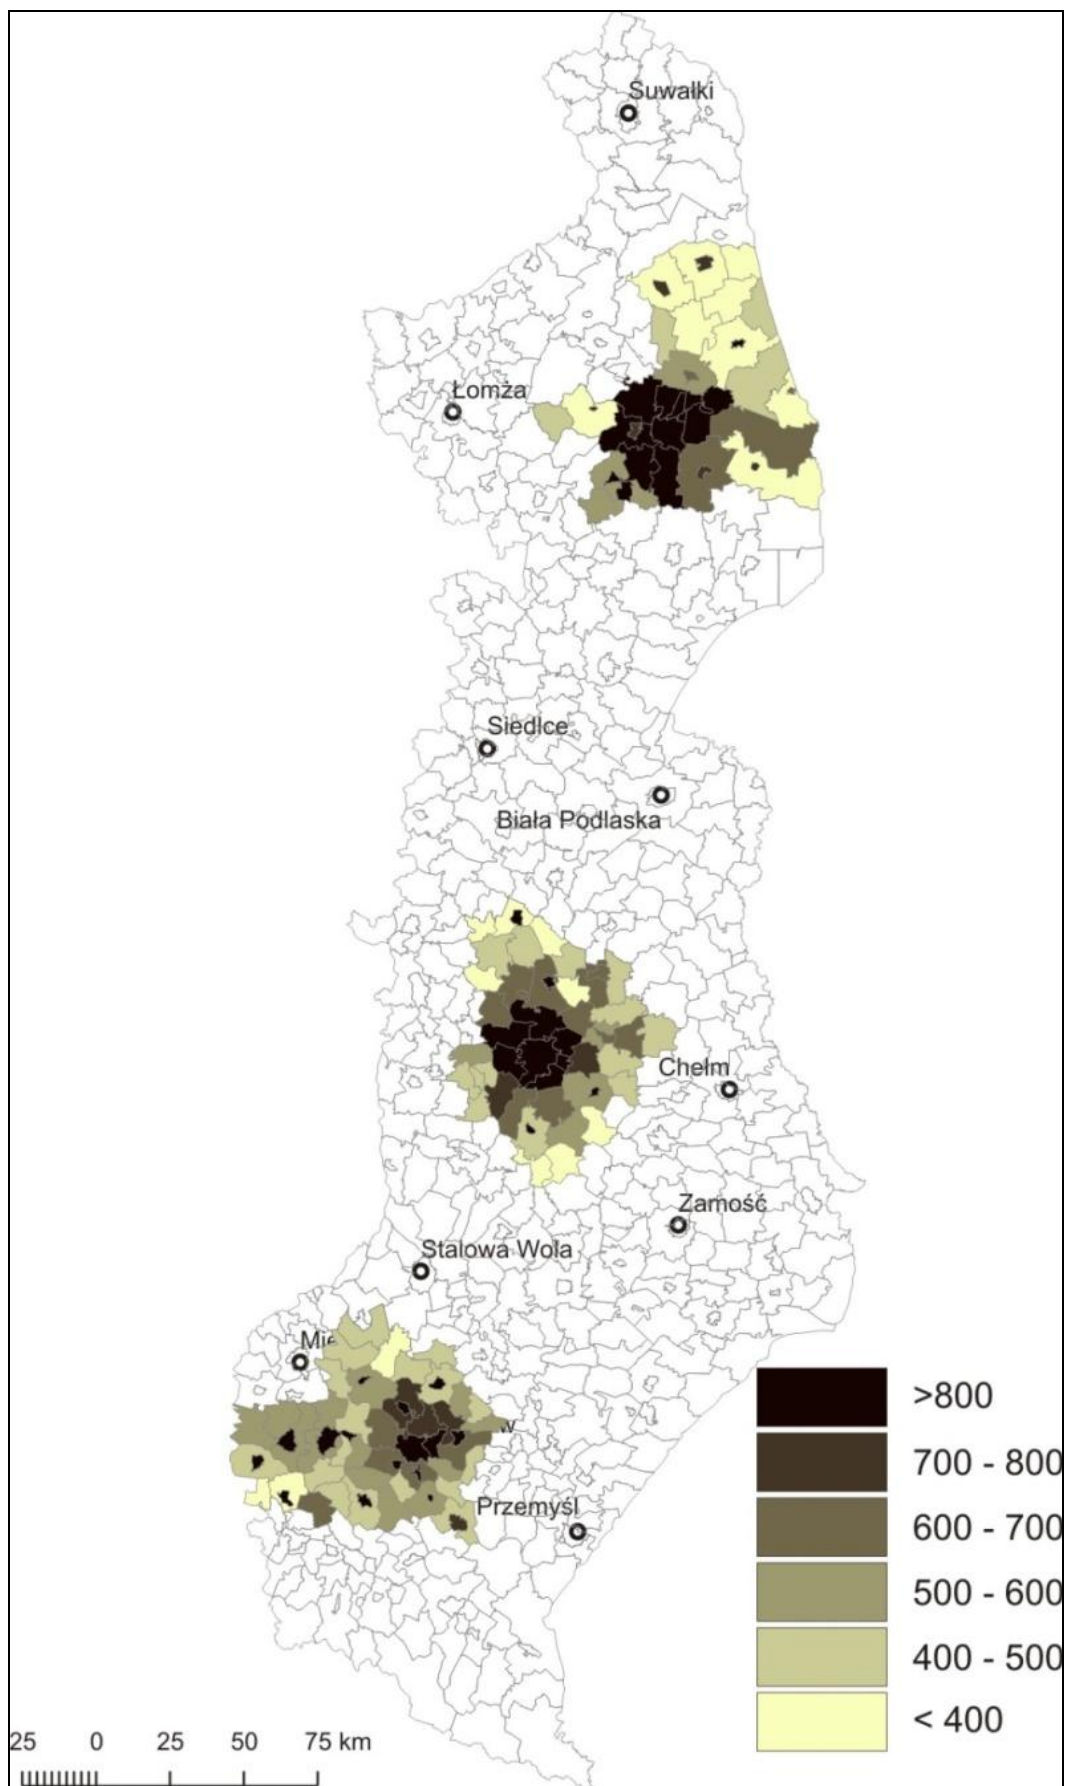 Suwałki
Łomża
Siedlce
Biała Podlaska
Chełm
Zamość
Stalowa Wola
Mie
w
Przemyśl
>800
700 - 800
600 - 700
500 - 600
400 - 500
< 400
25 0 25 50 75 km